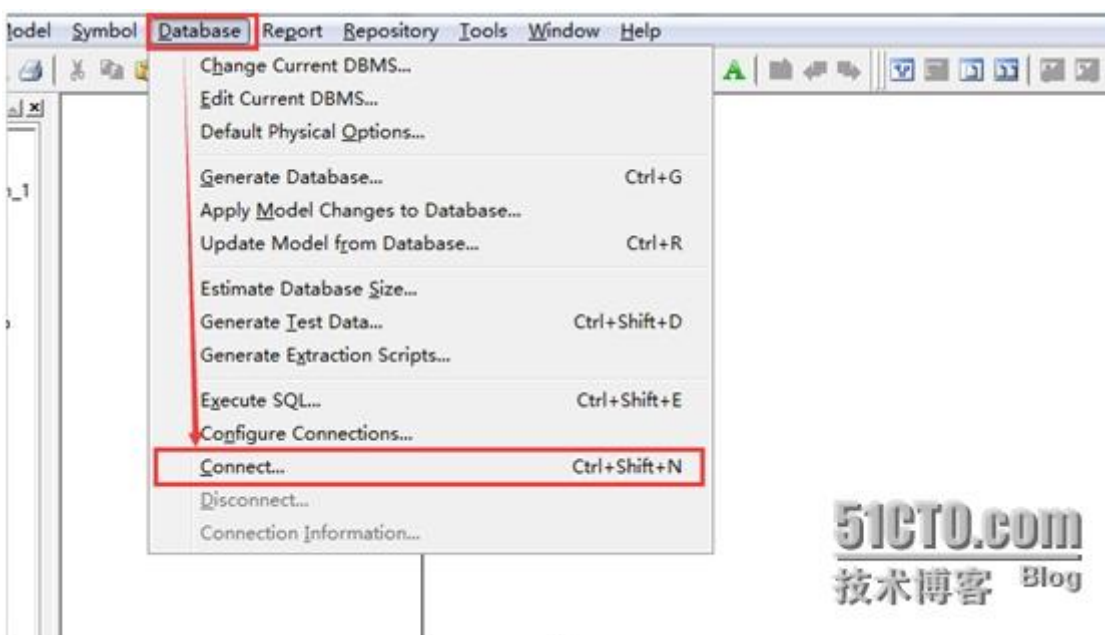 Model Symbol Database Report Repository Tools Window Help
Change Current DBMS...
Edit Current DBMS...
Default Physical Options...
Generate Database... Ctrl+G
Apply Model Changes to Database...
Update Model from Database... Ctrl+R
Estimate Database Size...
Generate Test Data... Ctrl+Shift+D
Generate Extraction Scripts...
Execute SQL... Ctrl+Shift+E
Configure Connections...
Connect... Ctrl+Shift+N
Disconnect...
Connection Information...
_1
A
51CTO.com
技术博客 Blog